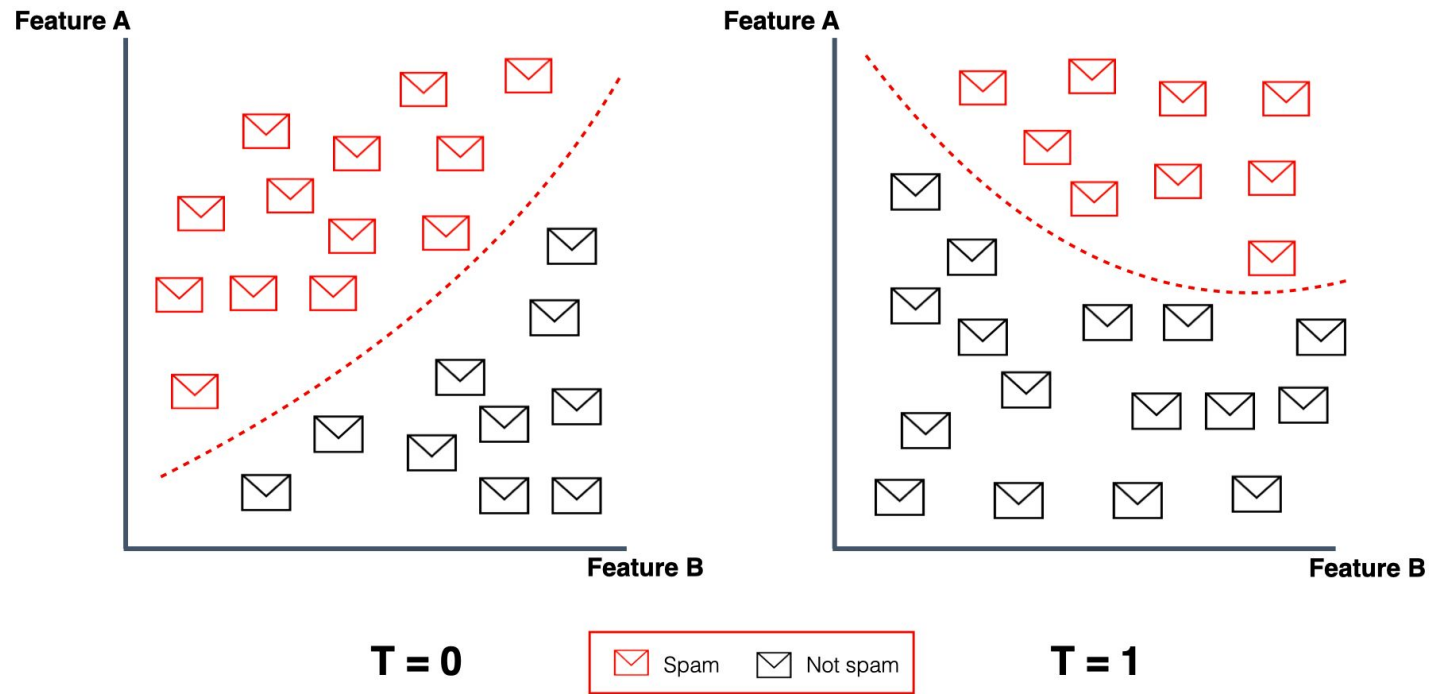 Feature A
Feature A
Feature B
Feature B
T = 0
Spam
Not spam
T = 1